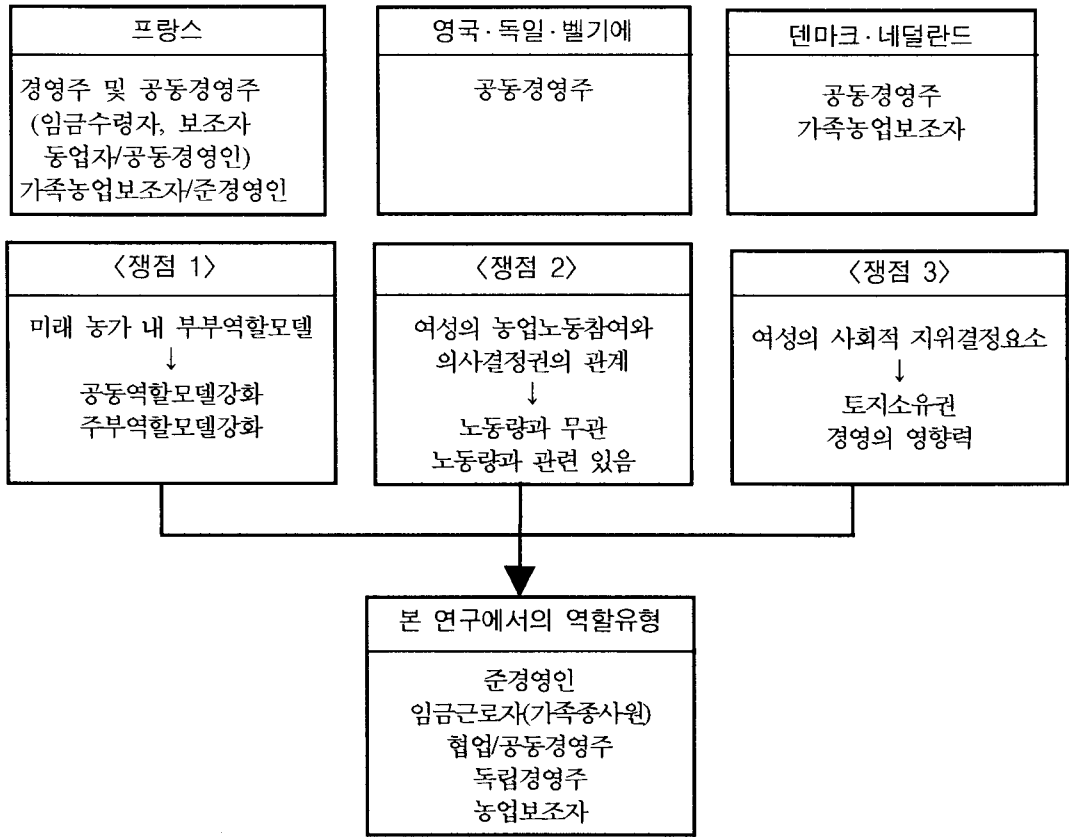 프랑스
경영주 및 공동경영주
(임금수령자, 보조자
동업자/공동경영인)
가족농업보조자/준경영인
영국·독일·벨기에
공동경영주
덴마크·네덜란드
공동경영주
가족농업보조자
〈쟁점 1〉
미래 농가 내 부부역할모델
↓
공동역할모델강화
주부역할모델강화
〈쟁점 2〉
여성의 농업노동참여와
의사결정권의 관계
↓
노동량과 무관
노동량과 관련 있음
〈쟁점 3〉
여성의 사회적 지위결정요소
↓
토지소유권
경영의 영향력
본 연구에서의 역할유형
준경영인
임금근로자(가족종사원)
협업/공동경영주
독립경영주
농업보조자